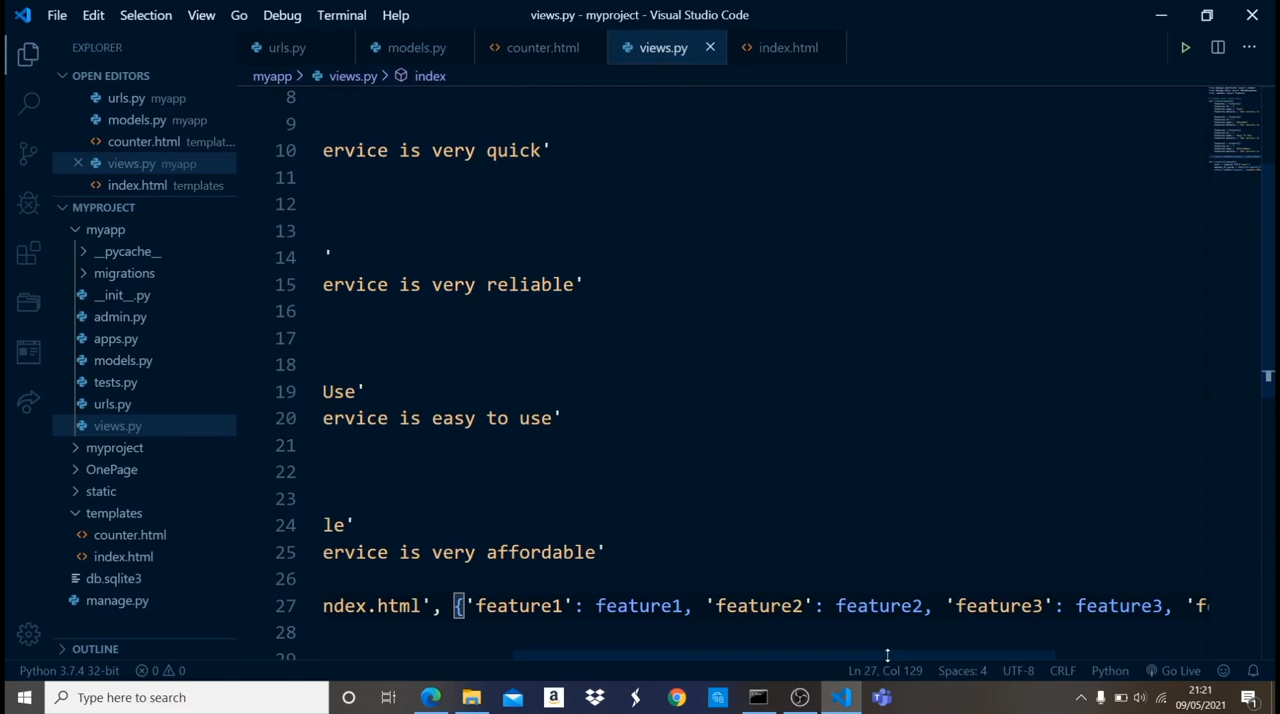 File Edit Selection View Go Debug Terminal Help views.py - myproject - Visual Studio Code
EXPLORER
urls.py models.py counter.html views.py index.html
OPEN EDITORS
myapp views.py index
urls.py myapp
models.py myapp
counter.html templat...
views.py myapp
index.html templates
MYPROJECT
myapp
__pycache__
migrations
__init__.py
admin.py
apps.py
models.py
tests.py
urls.py
views.py
myproject
OnePage
static
templates
counter.html
index.html
db.sqlite3
manage.py
OUTLINE
8
9
10 ervice is very quick'
11
12
13
14 '
15 ervice is very reliable'
16
17
18
19 Use'
20 ervice is easy to use'
21
22
23
24 le'
25 ervice is very affordable'
26
27 ndex.html', {'feature1': feature1, 'feature2': feature2, 'feature3': feature3, 'f
28
29
Python 3.7.4 32-bit 0 0 Ln 27, Col 129 Spaces: 4 UTF-8 CRLF Python Go Live
Type here to search
21:21
09/05/2021
1